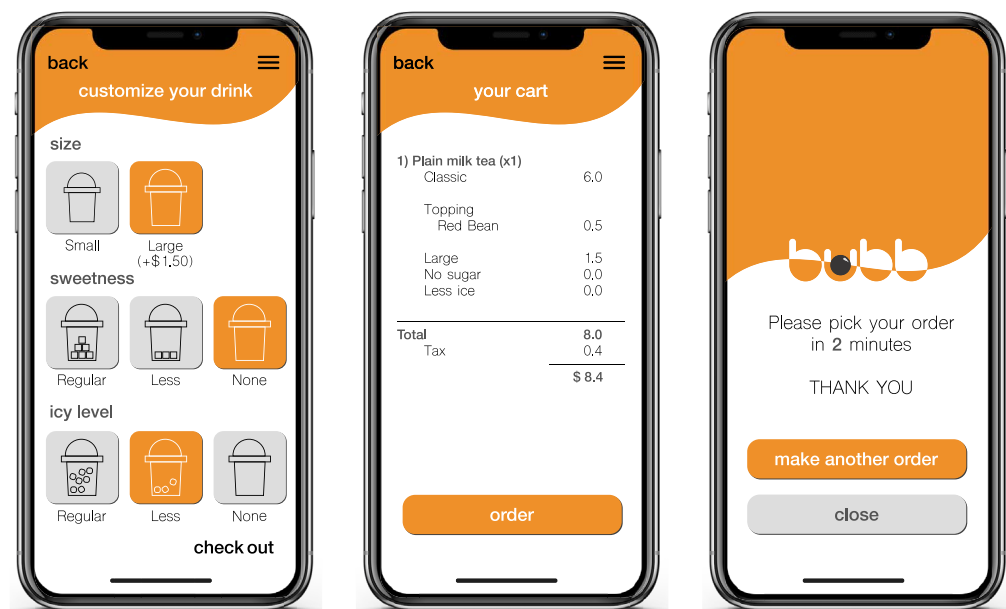 back
customize your drink
size
Small
Large
(+$1.50)
sweetness
Regular
Less
None
icy level
Regular
Less
None
check out
back
your cart
1) Plain milk tea (x1)
Classic 6.0
Topping
Red Bean 0.5
Large 1.5
No sugar 0.0
Less ice 0.0
Total 8.0
Tax 0.4
$ 8.4
order
bubb
Please pick your order
in 2 minutes
THANK YOU
make another order
close